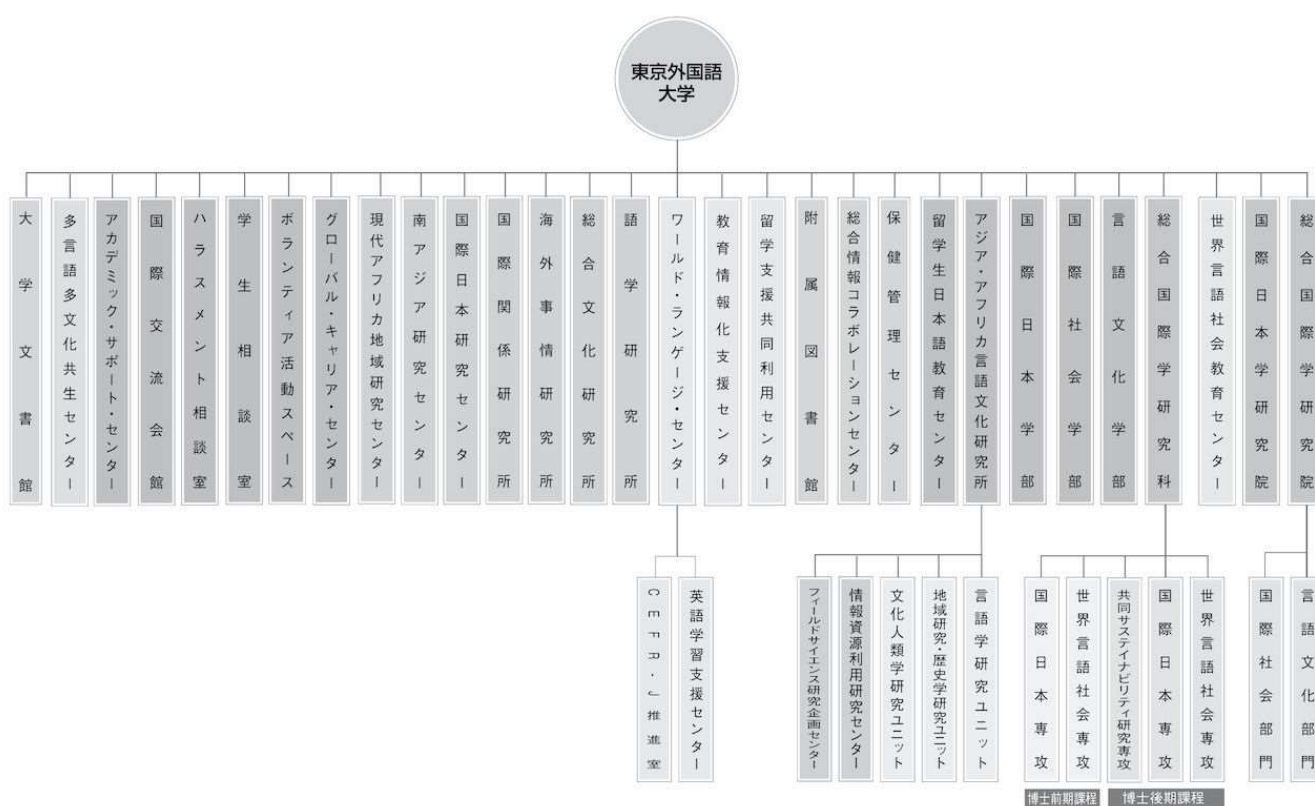 東京外国語
大学
総合国際学研究院
国際日本学研究院
世界言語社会教育センター
総合国際学研究科
言語文化学部
国際社会学部
国際日本学部
アジア・アフリカ言語文化研究所
留学生日本語教育センター
保健管理センター
総合情報コラボレーションセンター
附属図書館
留学支援共同利用センター
教育情報化支援センター
ワールド・ランゲージ・センター
語学研究所
総合文化研究所
海外事情研究所
国際関係研究所
国際日本研究センター
南アジア研究センター
現代アフリカ地域研究センター
グローバル・キャリア・センター
ボランティア活動スペース
学生相談室
ハラスメント相談室
国際交流会館
アカデミック・サポート・センター
多言語多文化共生センター
大学文書館
言語文化部門
国際社会部門
世界言語社会専攻
国際日本専攻
共同サステイナビリティ研究専攻
世界言語社会専攻
国際日本専攻
言語学研究ユニット
地域研究・歴史学研究ユニット
文化人類学研究ユニット
情報資源利用研究センター
フィールドサイエンス研究企画センター
英語学習支援センター
CEFR-J推進室
博士前期課程
博士後期課程